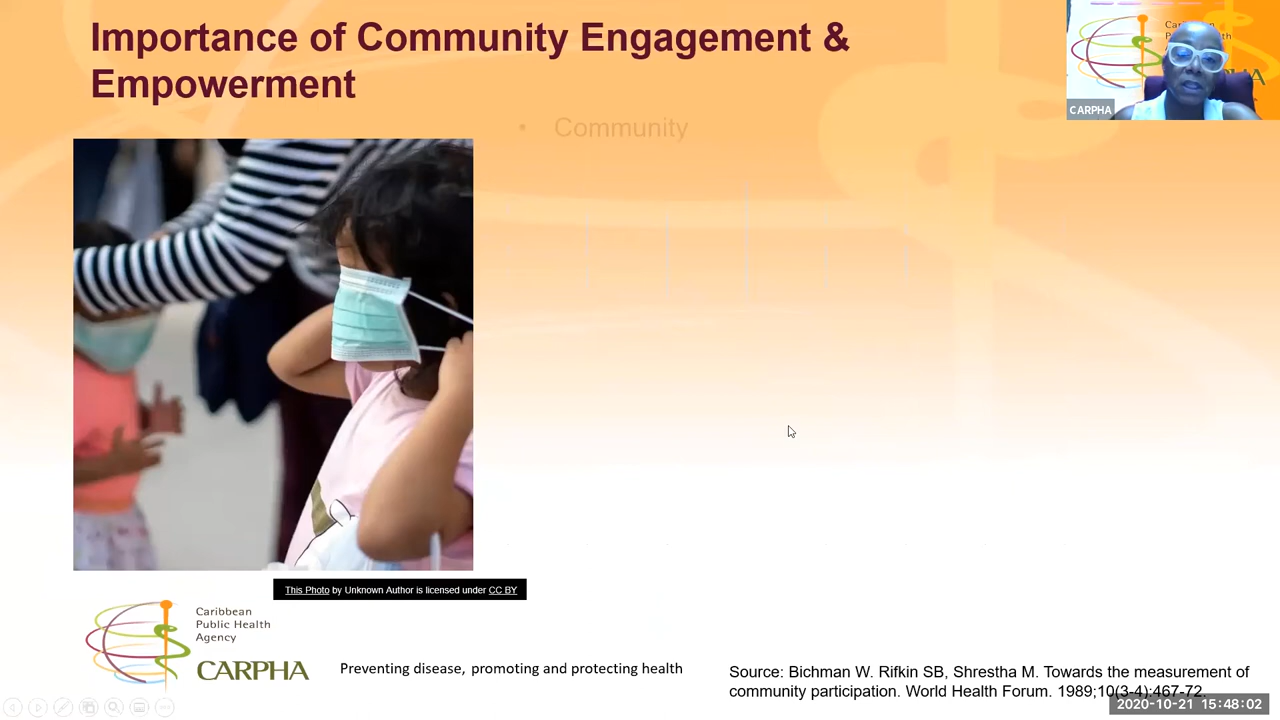 Importance of Community Engagement &
Empowerment
• Community
CARPHA
This Photo by Unknown Author is licensed under CC BY
Caribbean
Public Health
Agency
CARPHA
Preventing disease, promoting and protecting health
Source: Bichman W. Rifkin SB, Shrestha M. Towards the measurement of
community participation. World Health Forum. 1989;10(3-4):467-72.
2020-10-21 15:48:02